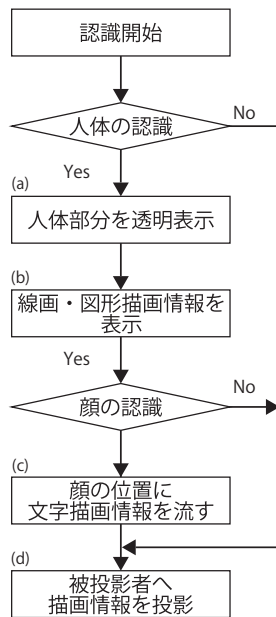 認識開始
人体の認識
No
Yes
(a)
人体部分を透明表示
(b)
線画・図形描画情報を
表示
Yes
顔の認識
No
(c)
顔の位置に
文字描画情報を流す
(d)
被投影者へ
描画情報を投影